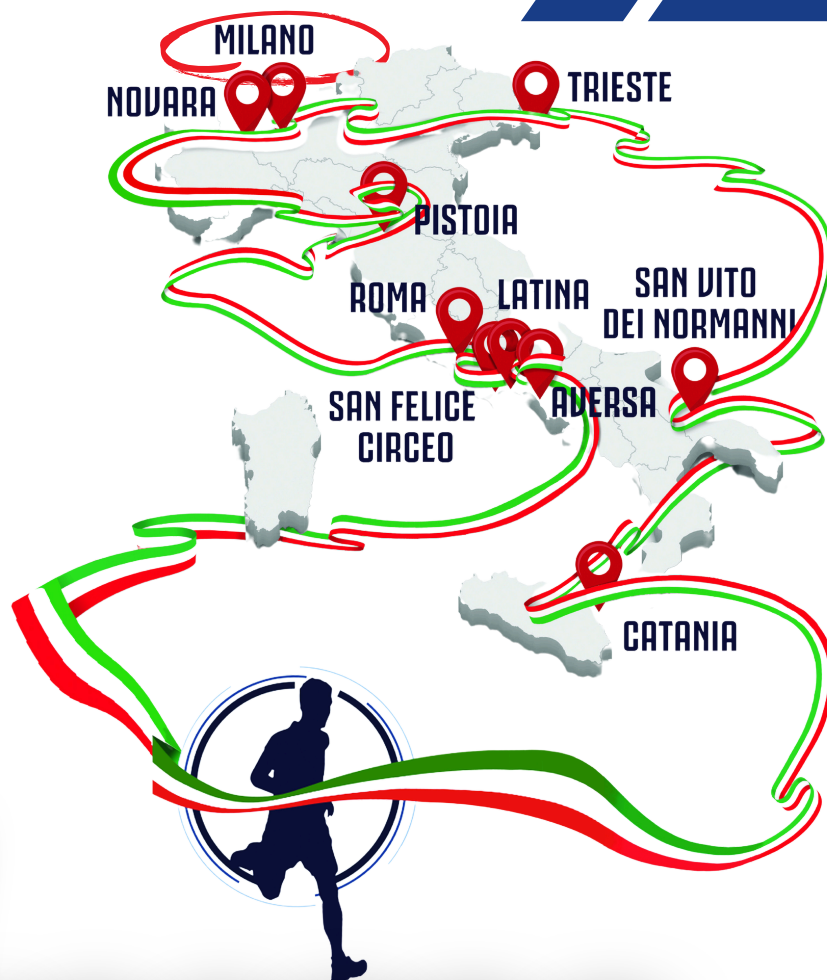 MILANO
NOVARA
TRIESTE
PISTOIA
ROMA
LATINA
SAN VITO
DEI NORMANNI
SAN FELICE
CIRCEO
AVERSA
CATANIA